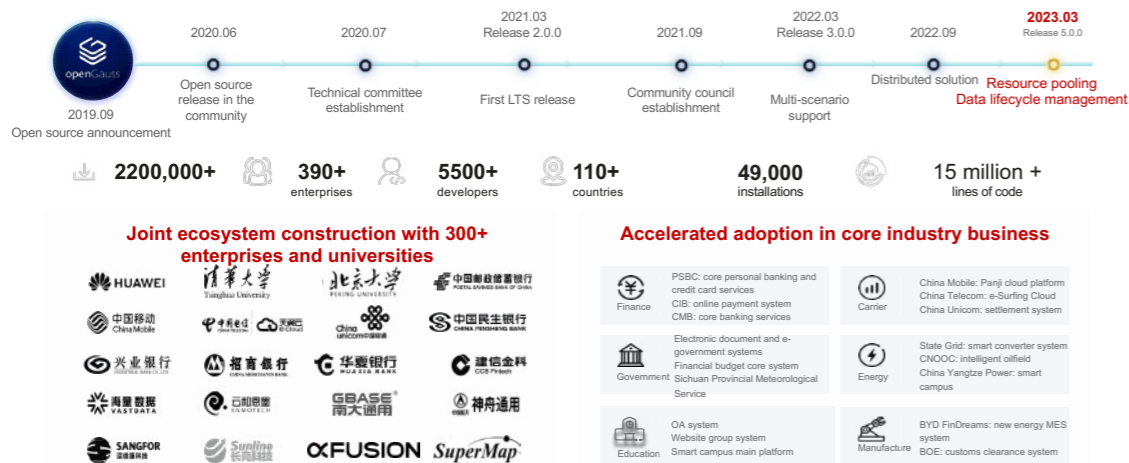 openGauss
2019.09
Open source announcement
2020.06
Open source
release in the
community
2020.07
Technical committee
establishment
2021.03
Release 2.0.0
First LTS release
2021.09
Community council
establishment
2022.03
Release 3.0.0
Multi-scenario
support
2022.09
Distributed solution
2023.03
Release 5.0.0
Resource pooling
Data lifecycle management
2200,000+
390+
enterprises
5500+
developers
110+
countries
49,000
installations
15 million +
lines of code
Joint ecosystem construction with 300+
enterprises and universities
HUAWEI
清华大学
Tsinghua University
北京大学
PEKING UNIVERSITY
中国邮政储蓄银行
POSTAL SAVINGS BANK OF CHINA
中国移动
China Mobile
中国电信
天翼云
China
unicom中国联通
中国民生银行
兴业银行
招商银行
CHINA MERCHANTS BANK
华夏银行
HUAXIA BANK
建信金科
CCB Fintech
海量数据
VASTDATA
云和恩墨
ENMOTECH
GBASE
南大通用
神舟通用
SANGFOR
深信服科技
Sunline
长亮科技
αFUSION
SuperMap
Accelerated adoption in core industry business
Finance
PSBC: core personal banking and
credit card services
CIB: online payment system
CMB: core banking services
Carrier
China Mobile: Panji cloud platform
China Telecom: e-Surfing Cloud
China Unicom: settlement system
Government
Electronic document and e-
government systems
Financial budget core system
Sichuan Provincial Meteorological
Service
Energy
State Grid: smart converter system
CNOOC: intelligent oilfield
China Yangtze Power: smart
campus
Education
OA system
Website group system
Smart campus main platform
Manufacture
BYD FinDreams: new energy MES
system
BOE: customs clearance system